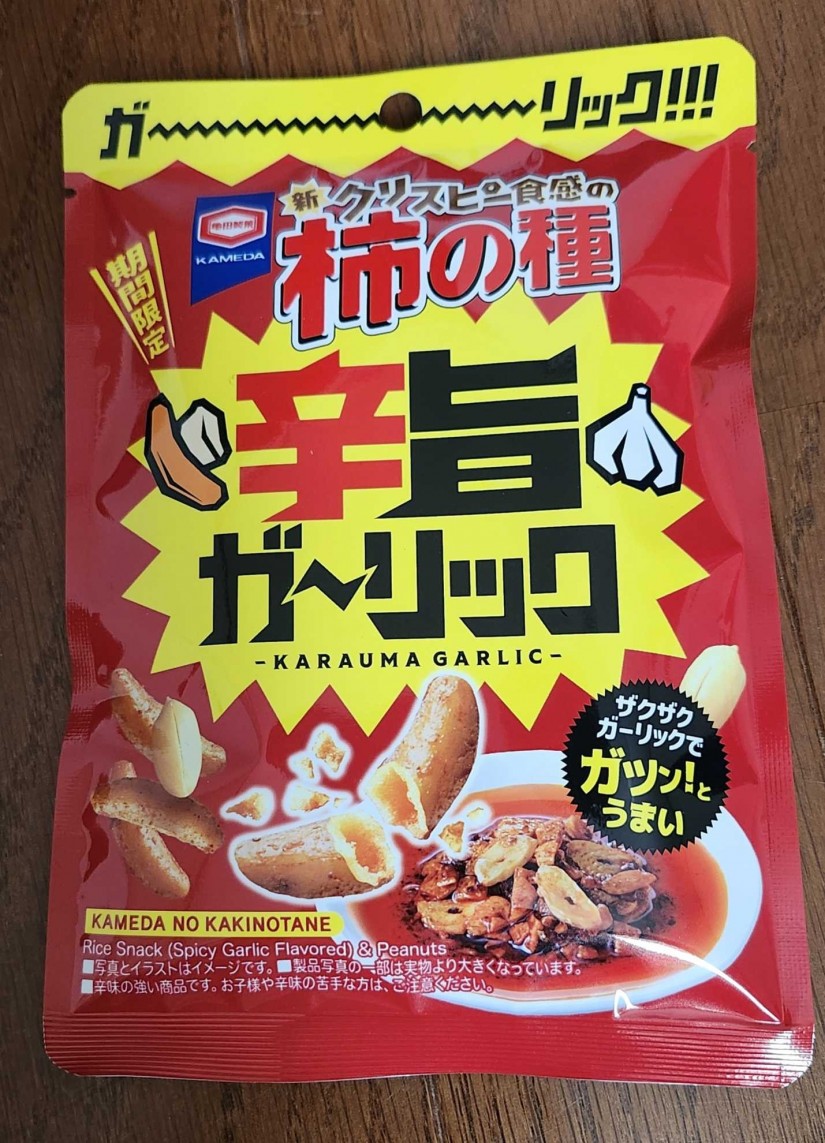 ガ〜リック!!!
亀田製菓
KAMEDA
新
クリスピー食感の
柿の種
期間限定
辛旨
ガ〜リック
-KARAUMA GARLIC-
ザクザク
ガーリックで
ガツン!と
うまい
KAMEDA NO KAKINOTANE
Rice Snack (Spicy Garlic Flavored) & Peanuts
■写真とイラストはイメージです。■製品写真の一部は実物より大きくなっています。
■辛味の強い商品です。お子様や辛味の苦手な方は、ご注意ください。